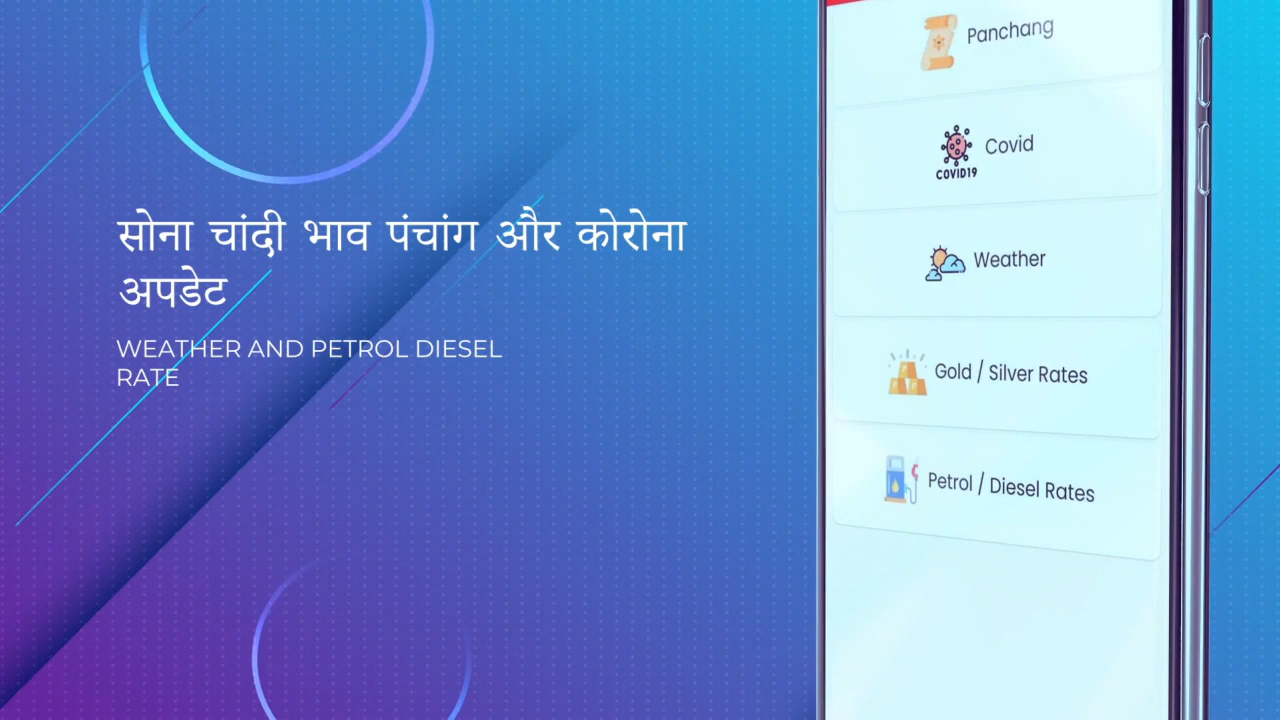 सोना चांदी भाव पंचांग और कोरोना
अपडेट
WEATHER AND PETROL DIESEL
RATE
Panchang
Covid
COVID19
Weather
Gold / Silver Rates
Petrol / Diesel Rates